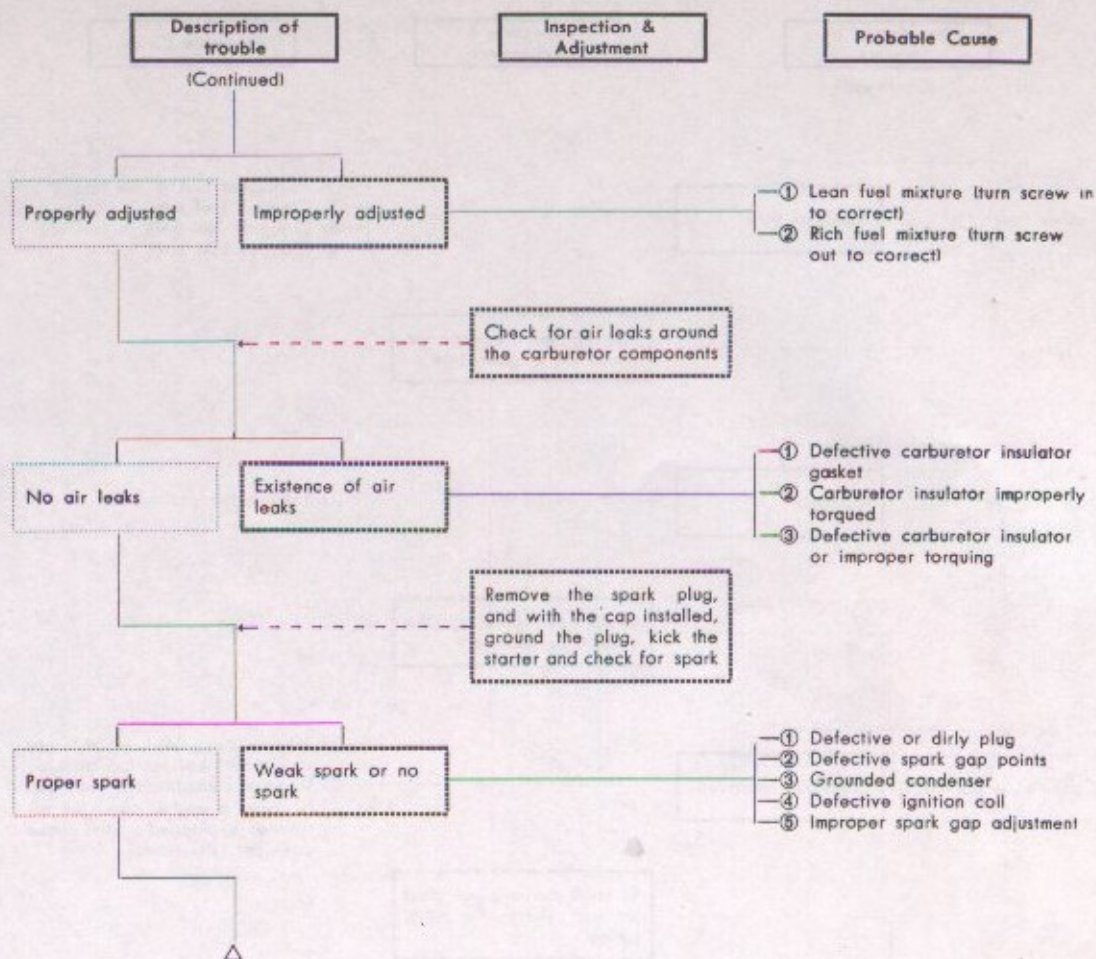 Description of
trouble
Inspection &
Adjustment
Probable Cause
(Continued)
Properly adjusted
Improperly adjusted
① Lean fuel mixture (turn screw in
to correct)
② Rich fuel mixture (turn screw
out to correct)
Check for air leaks around
the carburetor components
No air leaks
Existence of air
leaks
① Defective carburetor insulator
gasket
② Carburetor insulator improperly
torqued
③ Defective carburetor insulator
or improper torquing
Remove the spark plug,
and with the cap installed,
ground the plug, kick the
starter and check for spark
Proper spark
Weak spark or no
spark
① Defective or dirly plug
② Defective spark gap points
③ Grounded condenser
④ Defective ignition coll
⑤ Improper spark gap adjustment